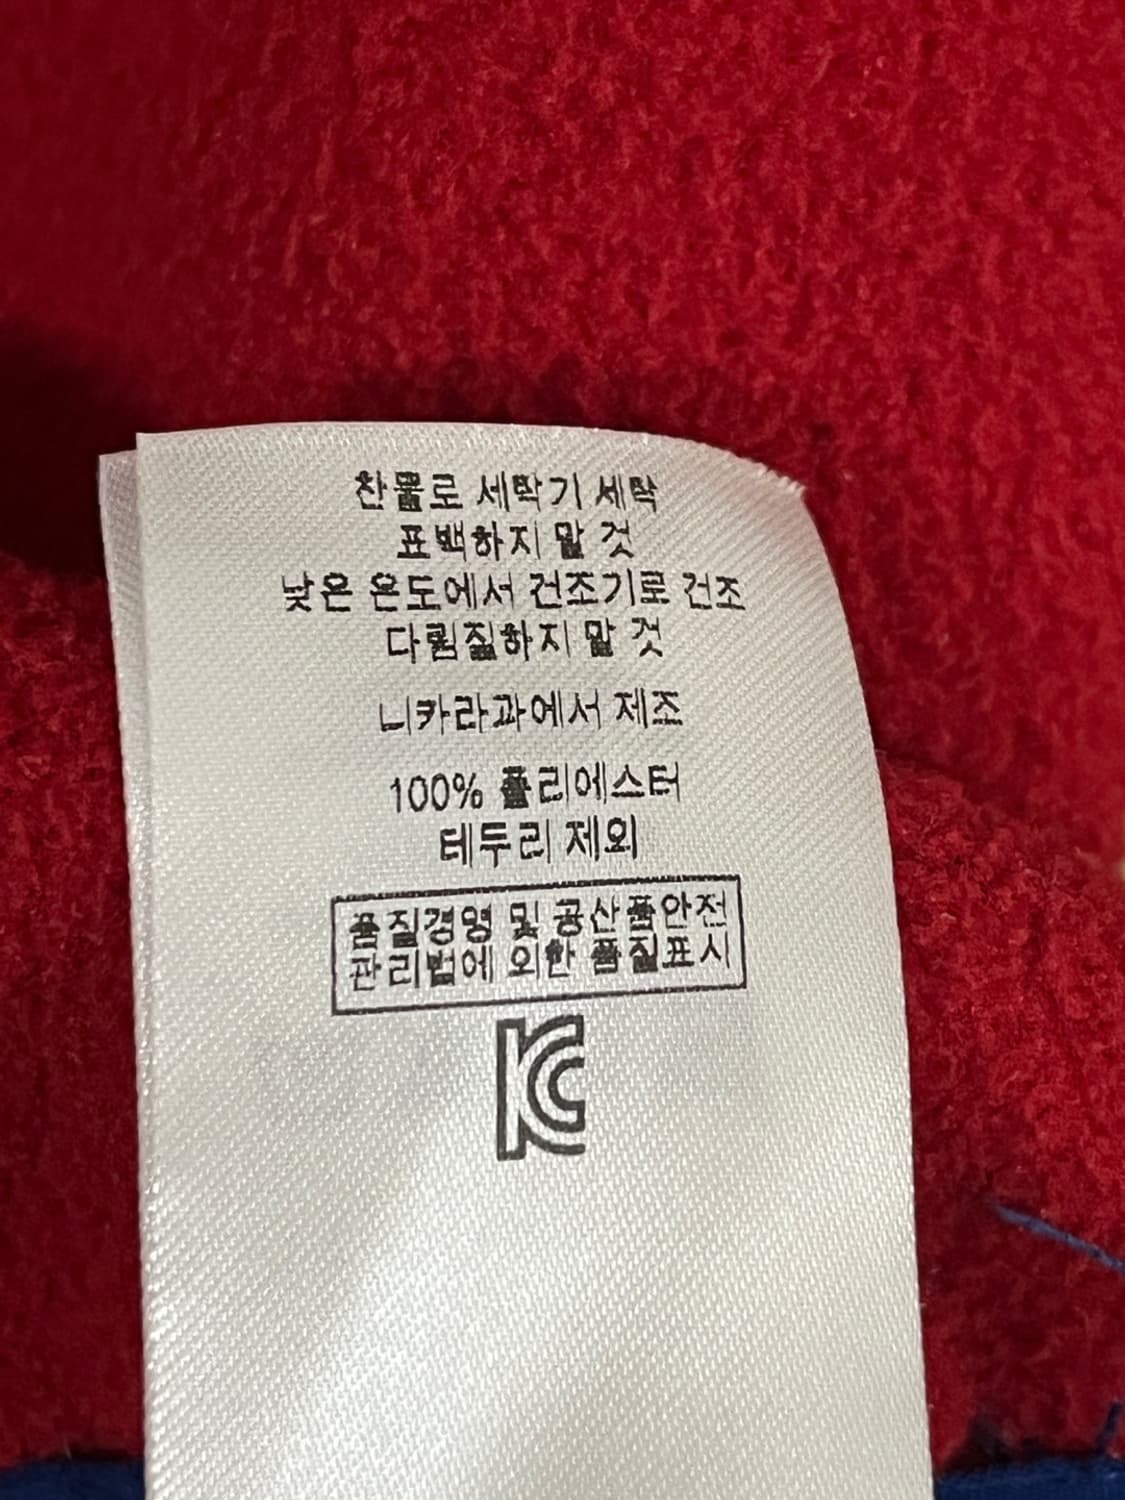 찬물로 세탁기 세탁
표백하지 말 것
낮은 온도에서 건조기로 건조
다림질하지 말 것
니카라과에서 제조
100% 폴리에스터
테두리 제외
품질경영 및 공산품안전
관리법에 의한 품질표시
KC